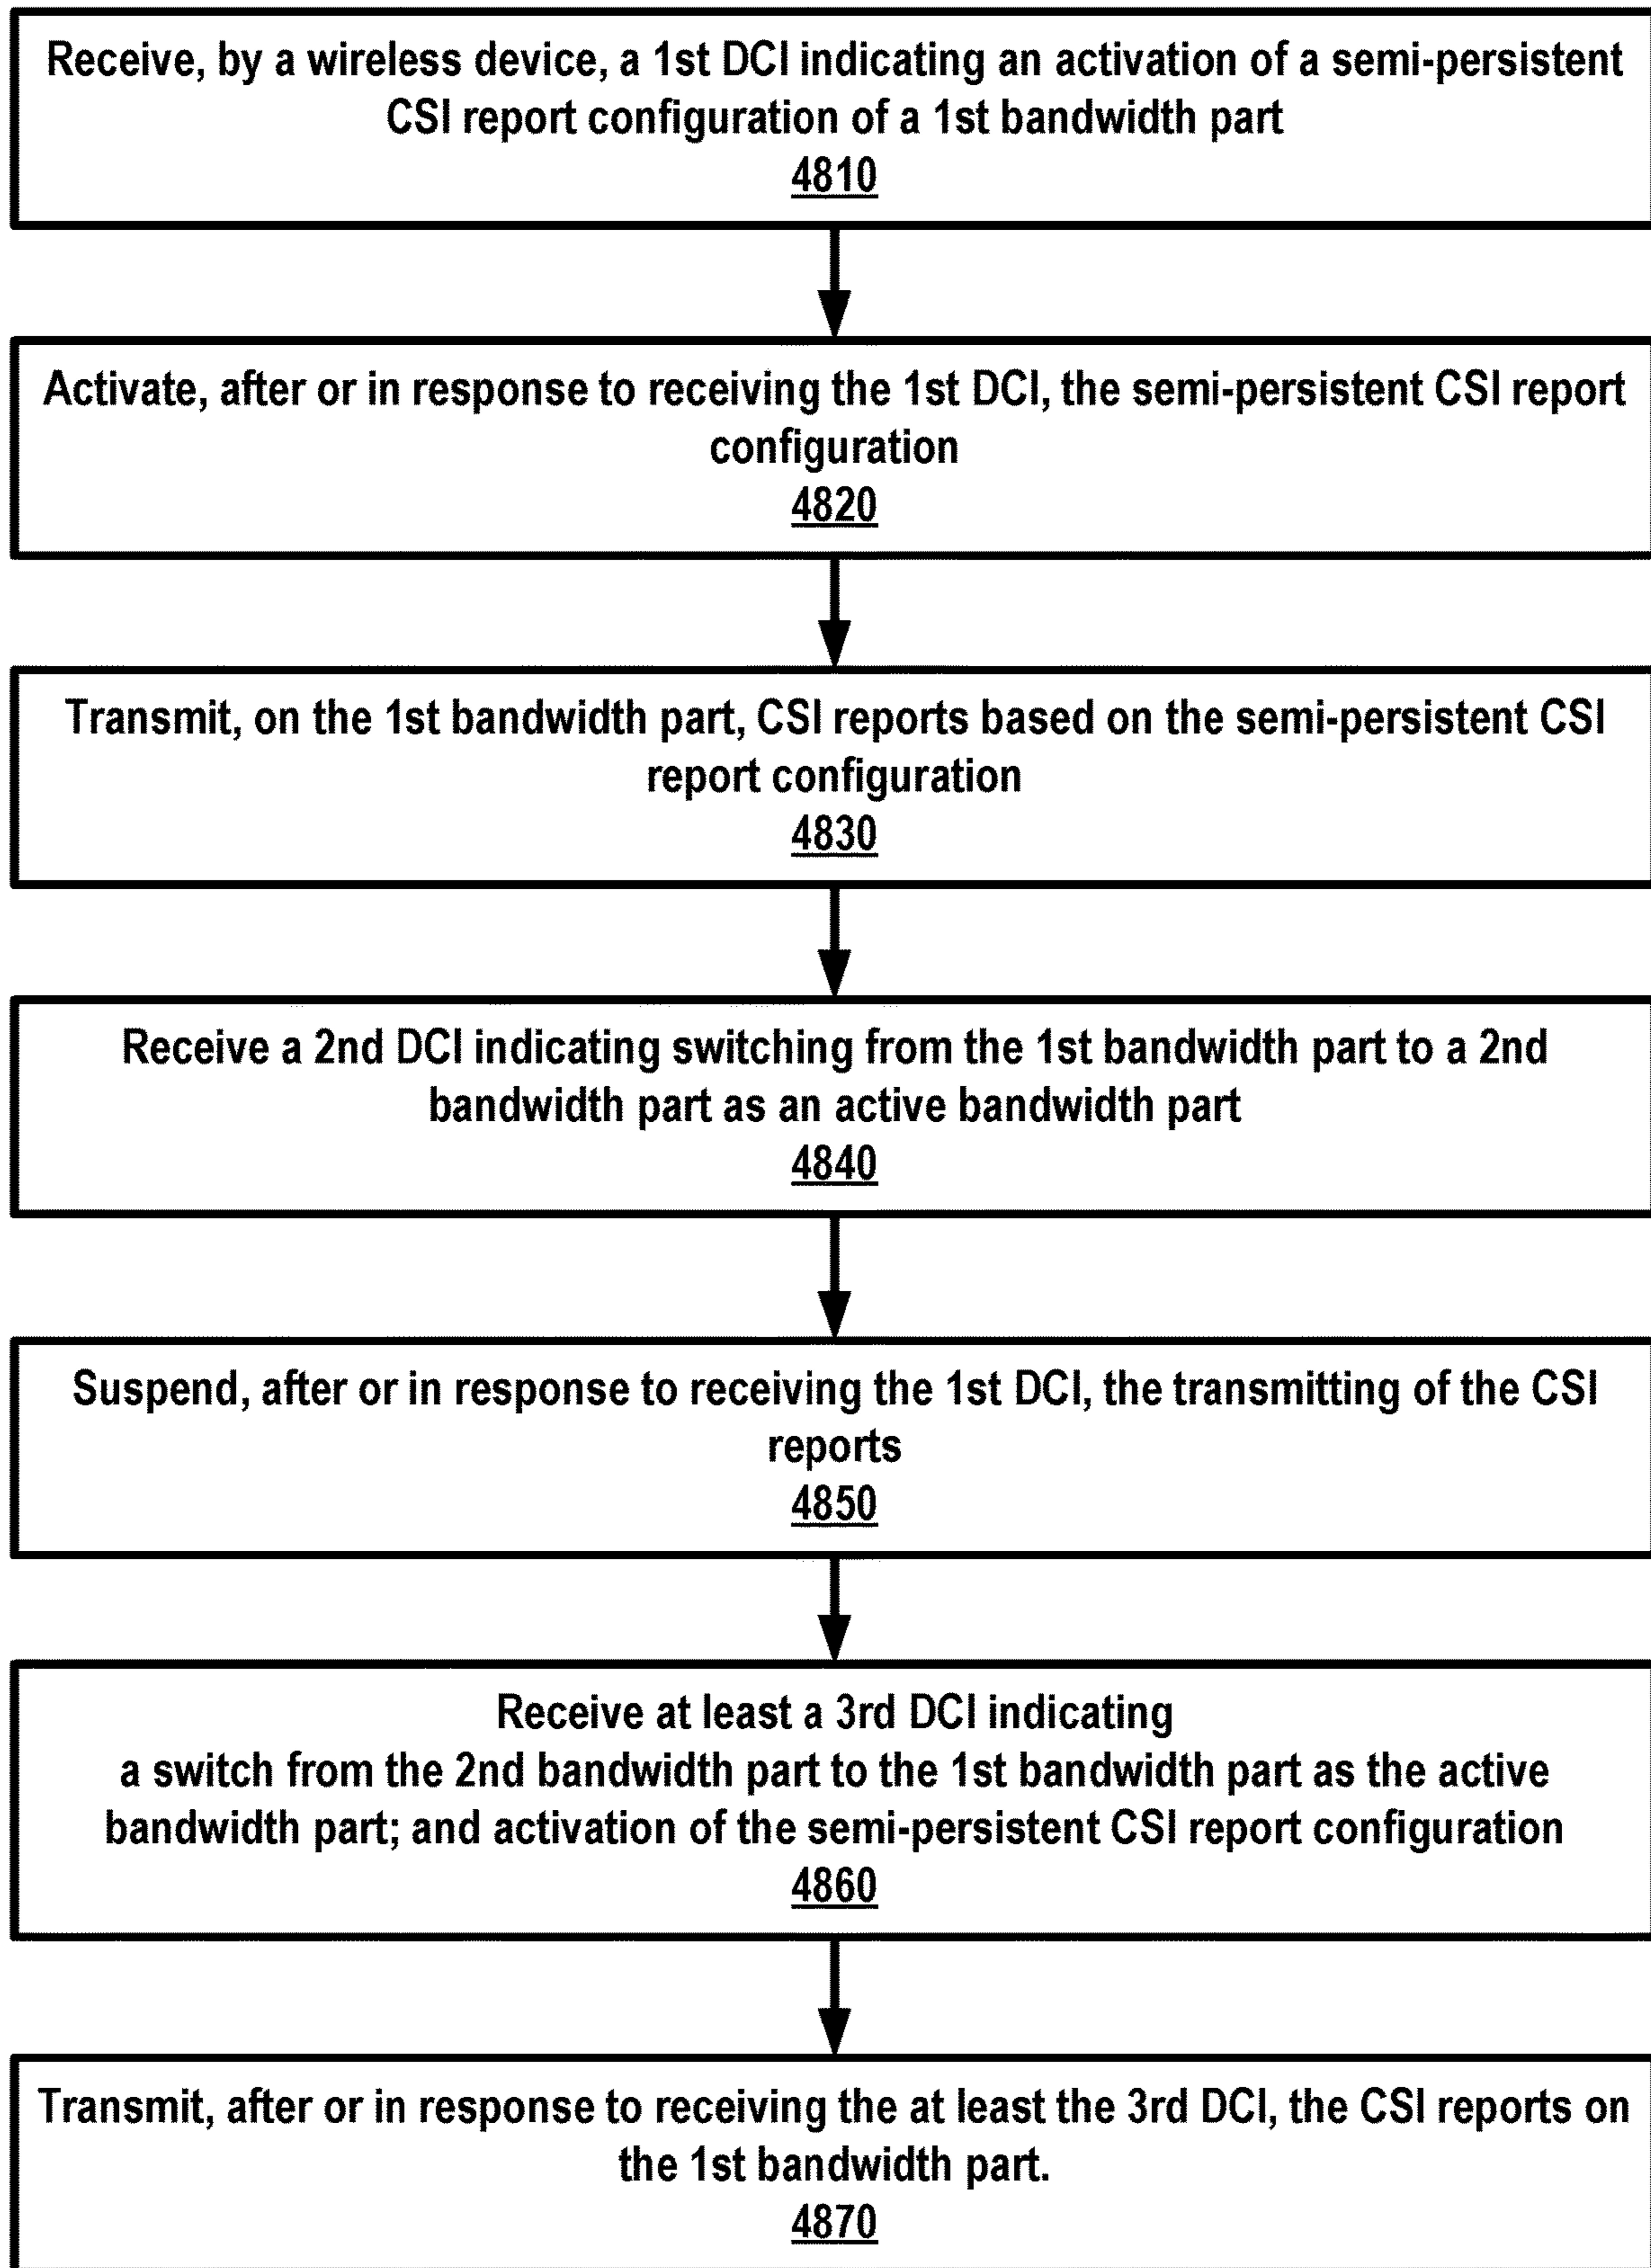 Receive, by a wireless device, a 1st DCI indicating an activation of a semi-persistent
CSI report configuration of a 1st bandwidth part
4810
Activate, after or in response to receiving the 1st DCI, the semi-persistent CSI report
configuration
4820
Transmit, on the 1st bandwidth part, CSI reports based on the semi-persistent CSI
report configuration
4830
Receive a 2nd DCI indicating switching from the 1st bandwidth part to a 2nd
bandwidth part as an active bandwidth part
4840
Suspend, after or in response to receiving the 1st DCI, the transmitting of the CSI
reports
4850
Receive at least a 3rd DCI indicating
a switch from the 2nd bandwidth part to the 1st bandwidth part as the active
bandwidth part; and activation of the semi-persistent CSI report configuration
4860
Transmit, after or in response to receiving the at least the 3rd DCI, the CSI reports on
the 1st bandwidth part.
4870